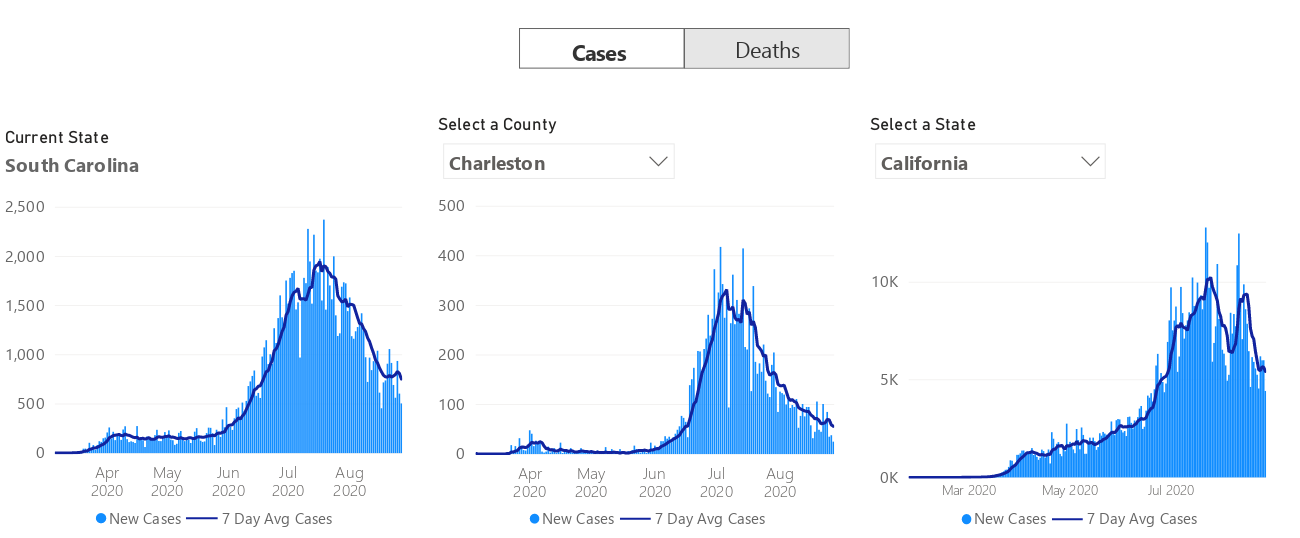 Cases
Deaths
Current State
South Carolina
2,500
2,000
1,500
1,000
500
0
Apr 2020
May 2020
Jun 2020
Jul 2020
Aug 2020
New Cases
7 Day Avg Cases
Select a County
Charleston
500
400
300
200
100
0
Apr 2020
May 2020
Jun 2020
Jul 2020
Aug 2020
New Cases
7 Day Avg Cases
Select a State
California
10K
5K
0K
Mar 2020
May 2020
Jul 2020
New Cases
7 Day Avg Cases